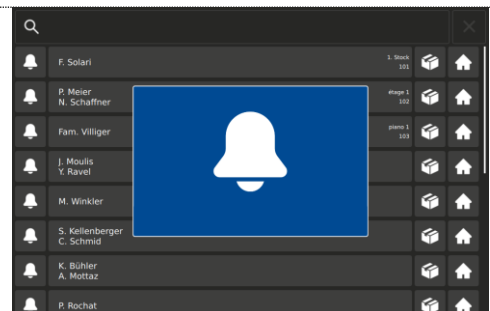 F. Solari
1. Stock
101
P. Meier
N. Schaffner
étage 1
102
Fam. Villiger
piano 1
103
J. Moulis
Y. Ravel
M. Winkler
S. Kellenberger
C. Schmid
K. Bühler
A. Mottaz
P. Rochat